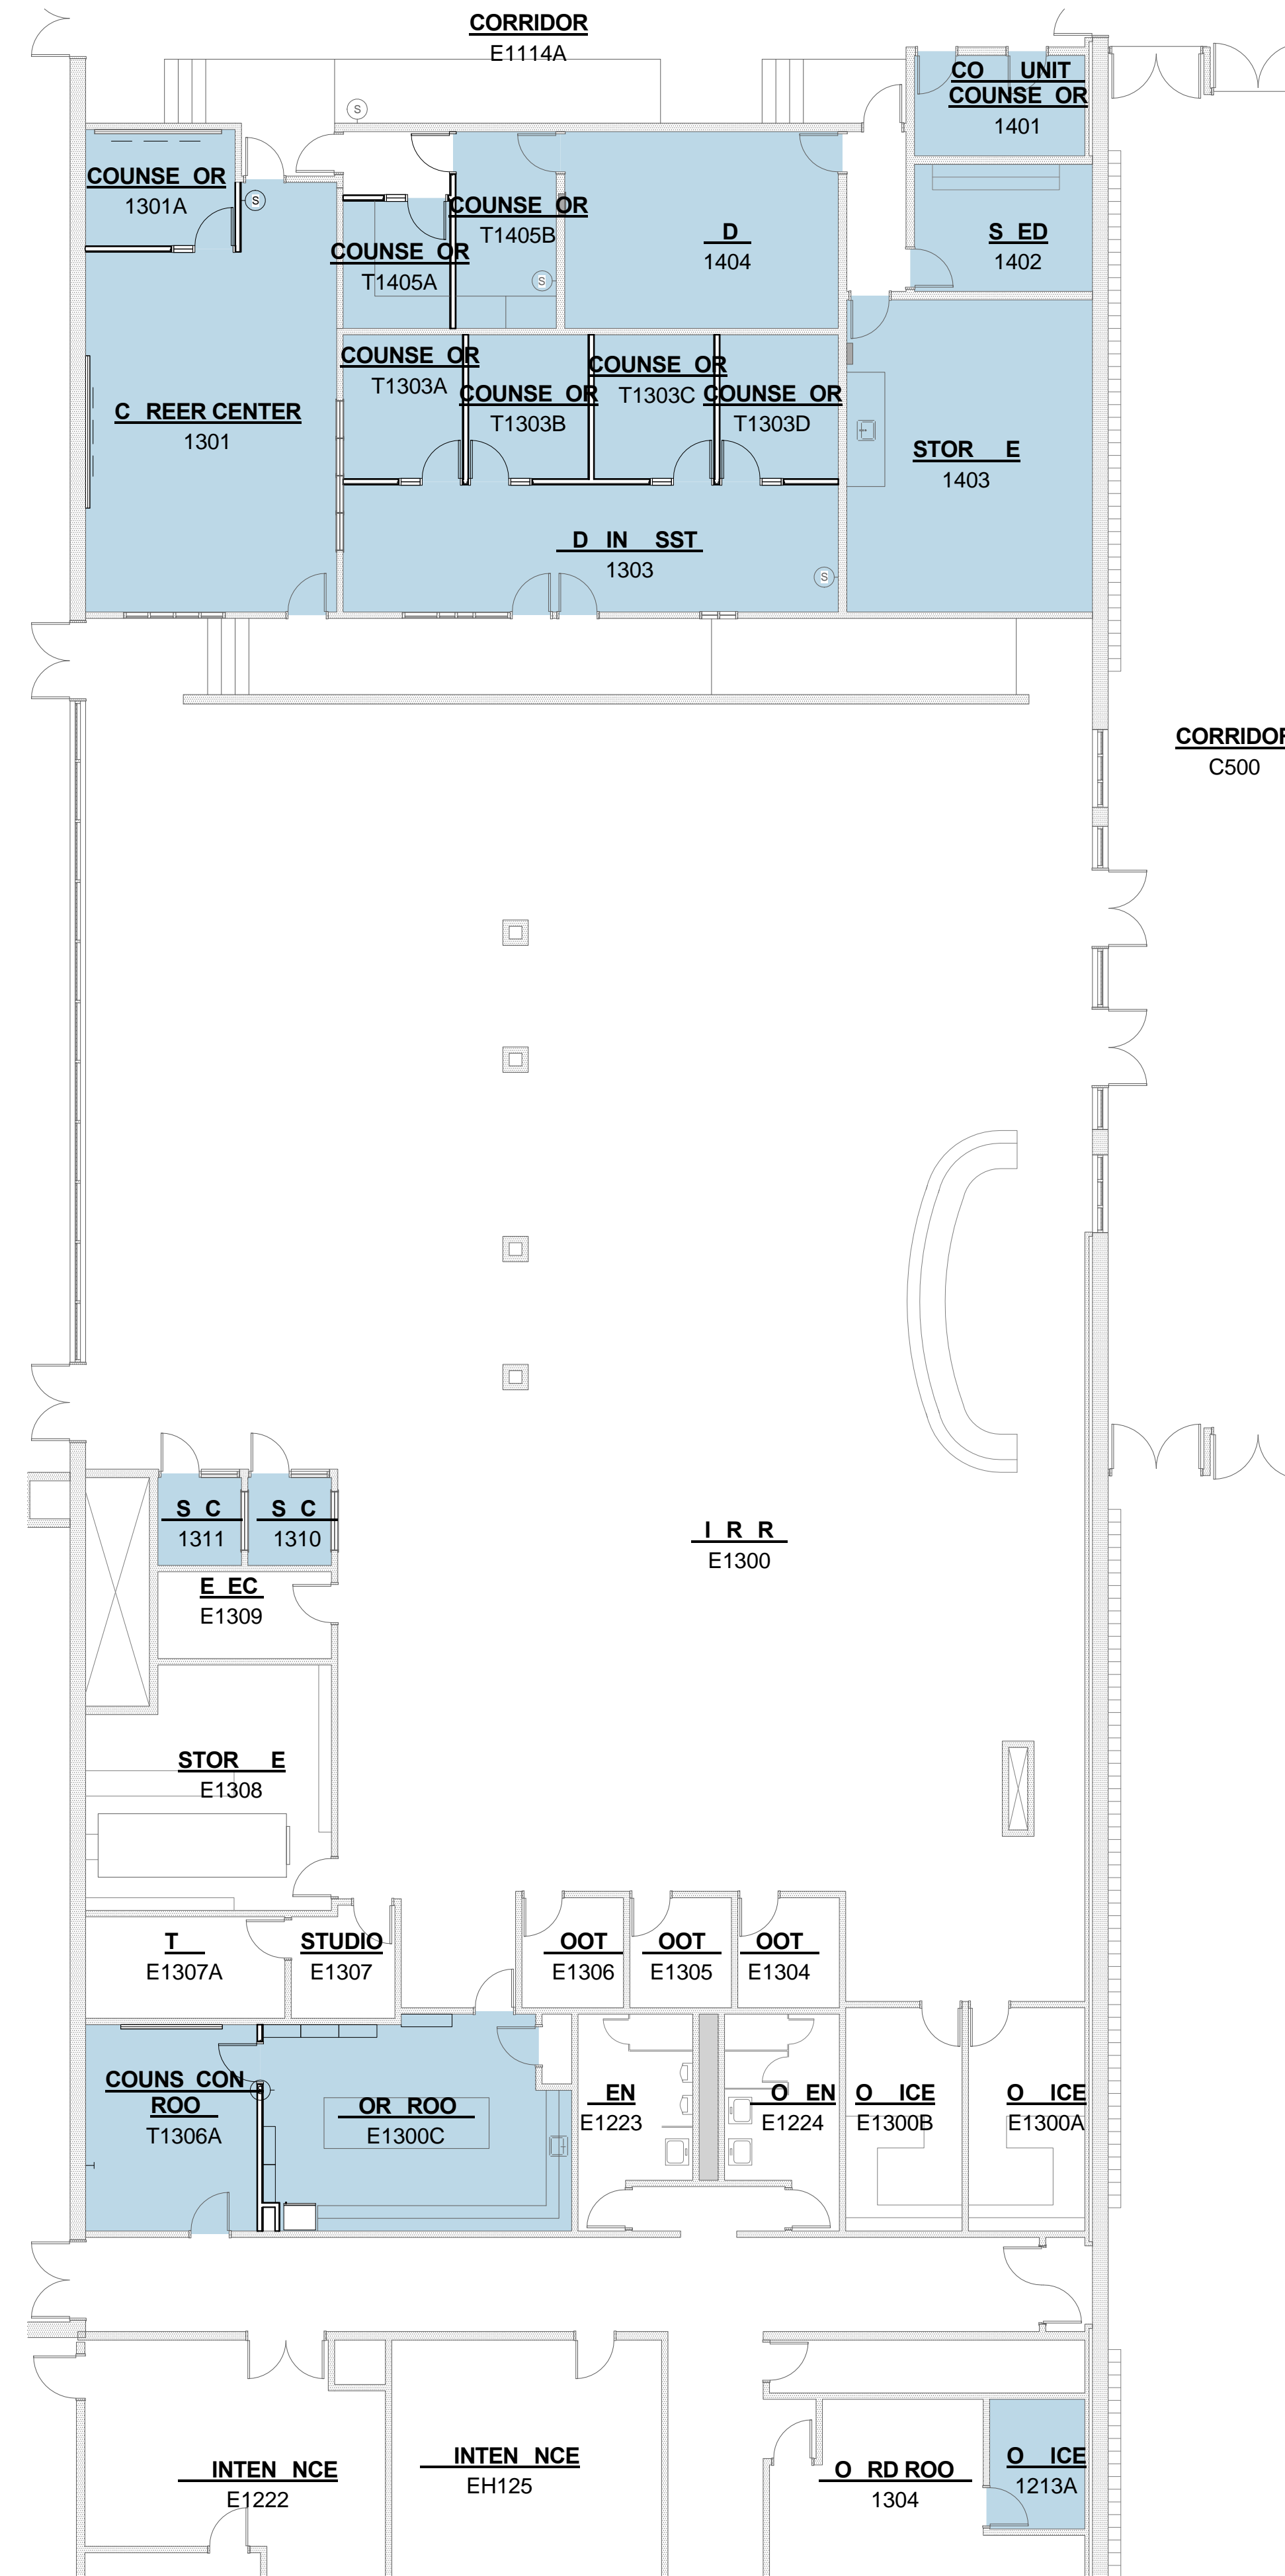 CORRIDOR
E1114A
CO UNIT
COUNSE OR
1401
S
COUNSE OR
1301A
S
COUNSE OR
T1405B
COUNSE OR
T1405A
S
D
1404
S ED
1402
COUNSE OR
T1303A
COUNSE OR
T1303B
COUNSE OR
T1303C
COUNSE OR
T1303D
C REER CENTER
1301
STOR E
1403
D IN SST
1303
S
CORRIDOR
C500
S C
1311
S C
1310
I R R
E1300
E EC
E1309
STOR E
E1308
T
E1307A
STUDIO
E1307
OOT
E1306
OOT
E1305
OOT
E1304
COUNS CON
ROO
T1306A
OR ROO
E1300C
EN
E1223
O EN
E1224
O ICE
E1300B
O ICE
E1300A
INTEN NCE
E1222
INTEN NCE
EH125
O RD ROO
1304
O ICE
1213A